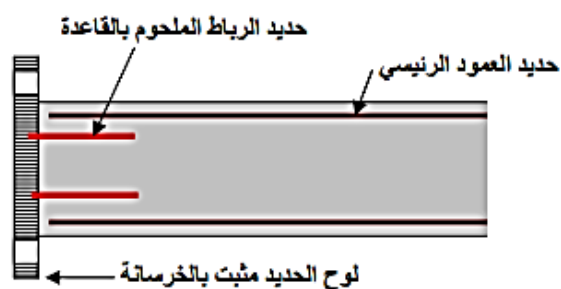 حديد الرباط الملحوم بالقاعدة
حديد العمود الرئيسي
لوح الحديد مثبت بالخرسانة